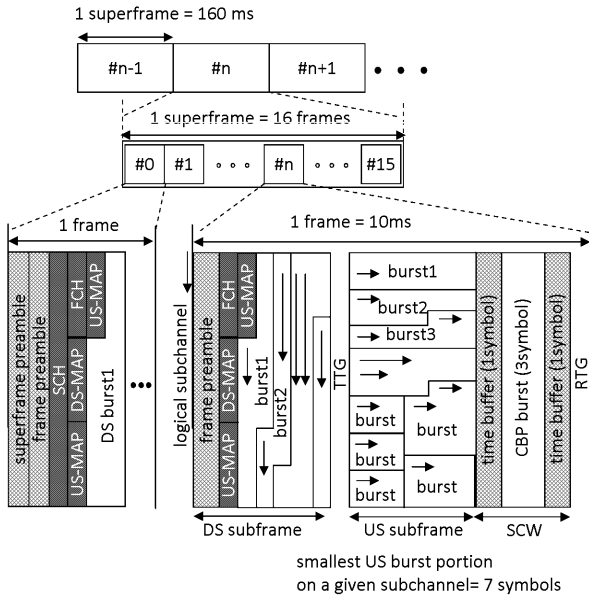 1 superframe = 160 ms
#n-1
#n
#n+1
1 superframe = 16 frames
#0
#1
#n
#15
1 frame
1 frame = 10ms
superframe preamble
frame preamble
SCH
FCH
DS-MAP
US-MAP
US-MAP
DS burst1
logical subchannel
frame preamble
FCH
DS-MAP
US-MAP
US-MAP
burst1
burst2
TTG
burst1
burst2
burst3
burst
burst
burst
burst
burst
time buffer (1symbol)
CBP burst (3symbol)
time buffer (1symbol)
RTG
DS subframe
US subframe
SCW
smallest US burst portion
on a given subchannel= 7 symbols